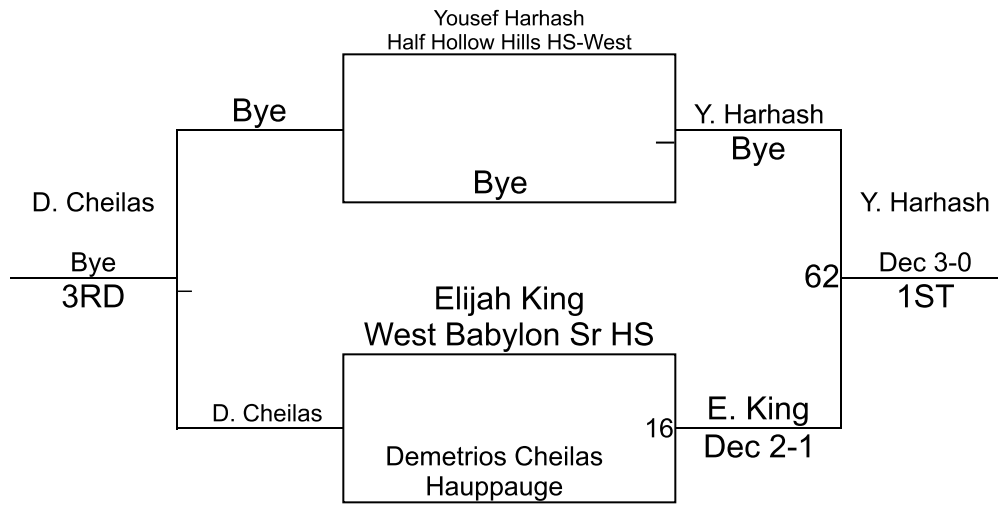 Yousef Harhash
Half Hollow Hills HS-West
Bye
Y. Harhash
Bye
Bye
D. Cheilas
Y. Harhash
Bye
3RD
62
Dec 3-0
1ST
Elijah King
West Babylon Sr HS
D. Cheilas
16
E. King
Dec 2-1
Demetrios Cheilas
Hauppauge